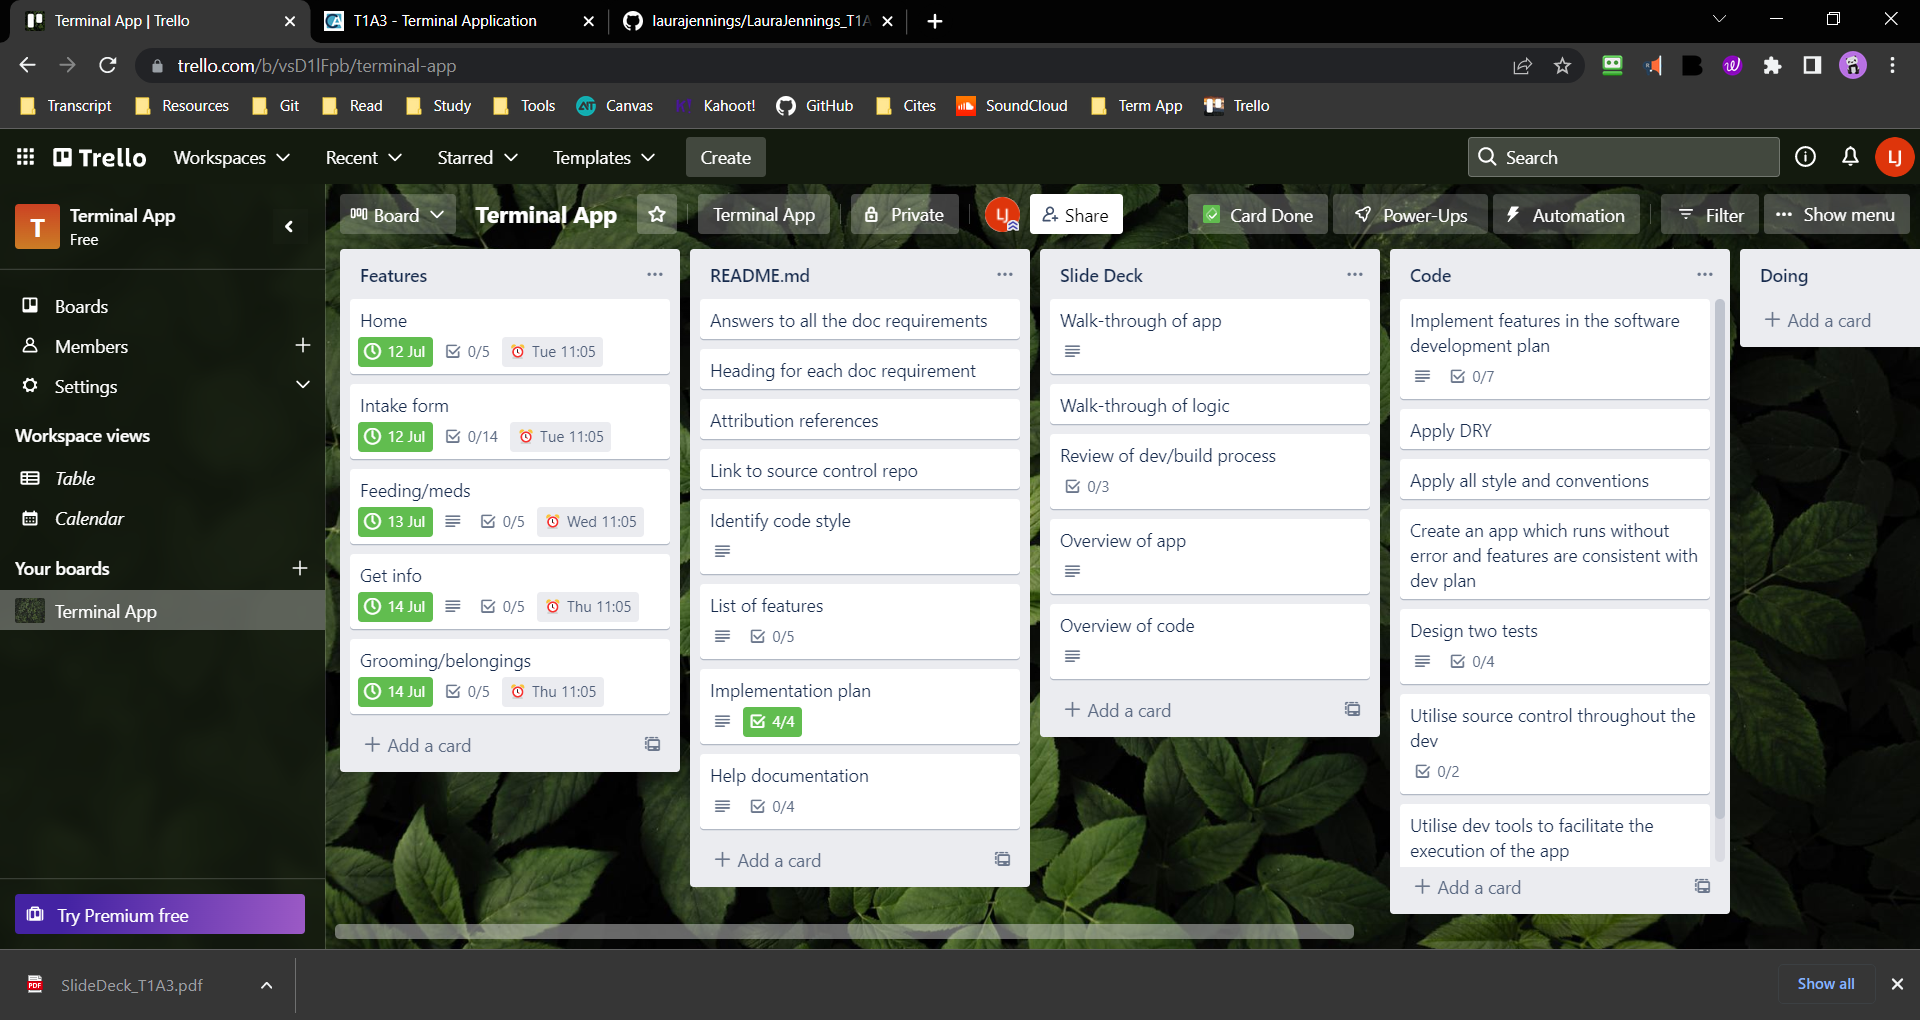 Terminal App | Trello
T1A3 - Terminal Application
laurajennings/LauraJennings_T1A
trello.com/b/vsD1lFpb/terminal-app
Transcript
Resources
Git
Read
Study
Tools
Canvas
Kahoot!
GitHub
Cites
SoundCloud
Term App
Trello
Trello
Workspaces
Recent
Starred
Templates
Create
Search
LJ
T
Terminal App
Free
Boards
Members
Settings
Workspace views
Table
Calendar
Your boards
Terminal App
Try Premium free
Board
Terminal App
Terminal App
Private
LJ
Share
Card Done
Power-Ups
Automation
Filter
Show menu
Features
Home
12 Jul 0/5 Tue 11:05
Intake form
12 Jul 0/14 Tue 11:05
Feeding/meds
13 Jul 0/5 Wed 11:05
Get info
14 Jul 0/5 Thu 11:05
Grooming/belongings
14 Jul 0/5 Thu 11:05
+ Add a card
README.md
Answers to all the doc requirements
Heading for each doc requirement
Attribution references
Link to source control repo
Identify code style
List of features
0/5
Implementation plan
4/4
Help documentation
0/4
+ Add a card
Slide Deck
Walk-through of app
Walk-through of logic
Review of dev/build process
0/3
Overview of app
Overview of code
+ Add a card
Code
Implement features in the software
development plan
0/7
Apply DRY
Apply all style and conventions
Create an app which runs without
error and features are consistent with
dev plan
Design two tests
0/4
Utilise source control throughout the
dev
0/2
Utilise dev tools to facilitate the
execution of the app
+ Add a card
Doing
+ Add a card
SlideDeck_T1A3.pdf
Show all